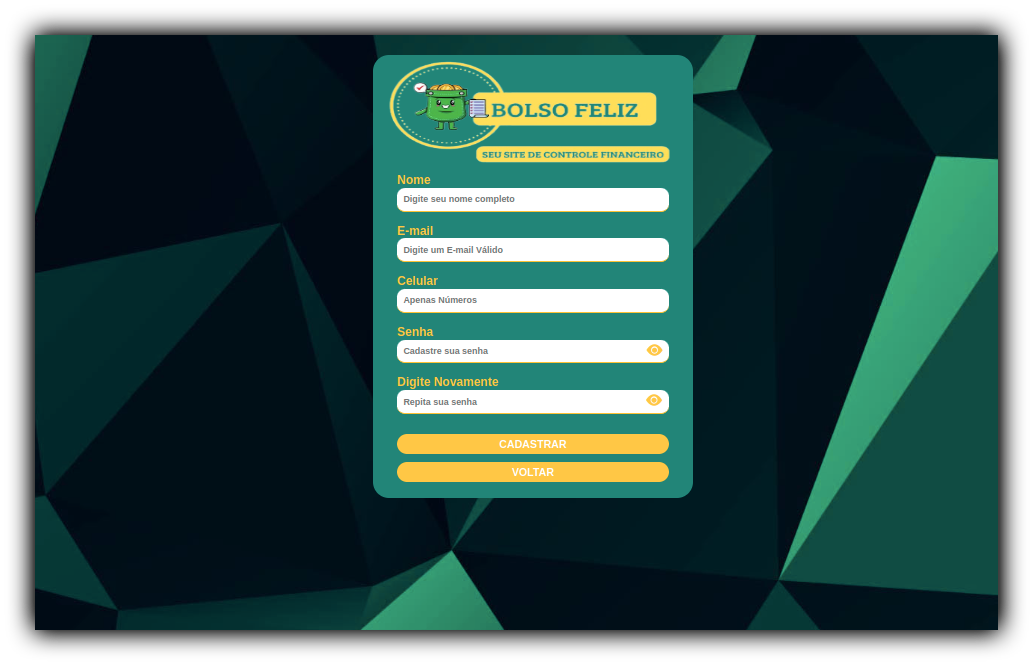 BOLSO FELIZ
SEU SITE DE CONTROLE FINANCEIRO
Nome
Digite seu nome completo
E-mail
Digite um E-mail Válido
Celular
Apenas Números
Senha
Cadastre sua senha
Digite Novamente
Repita sua senha
CADASTRAR
VOLTAR